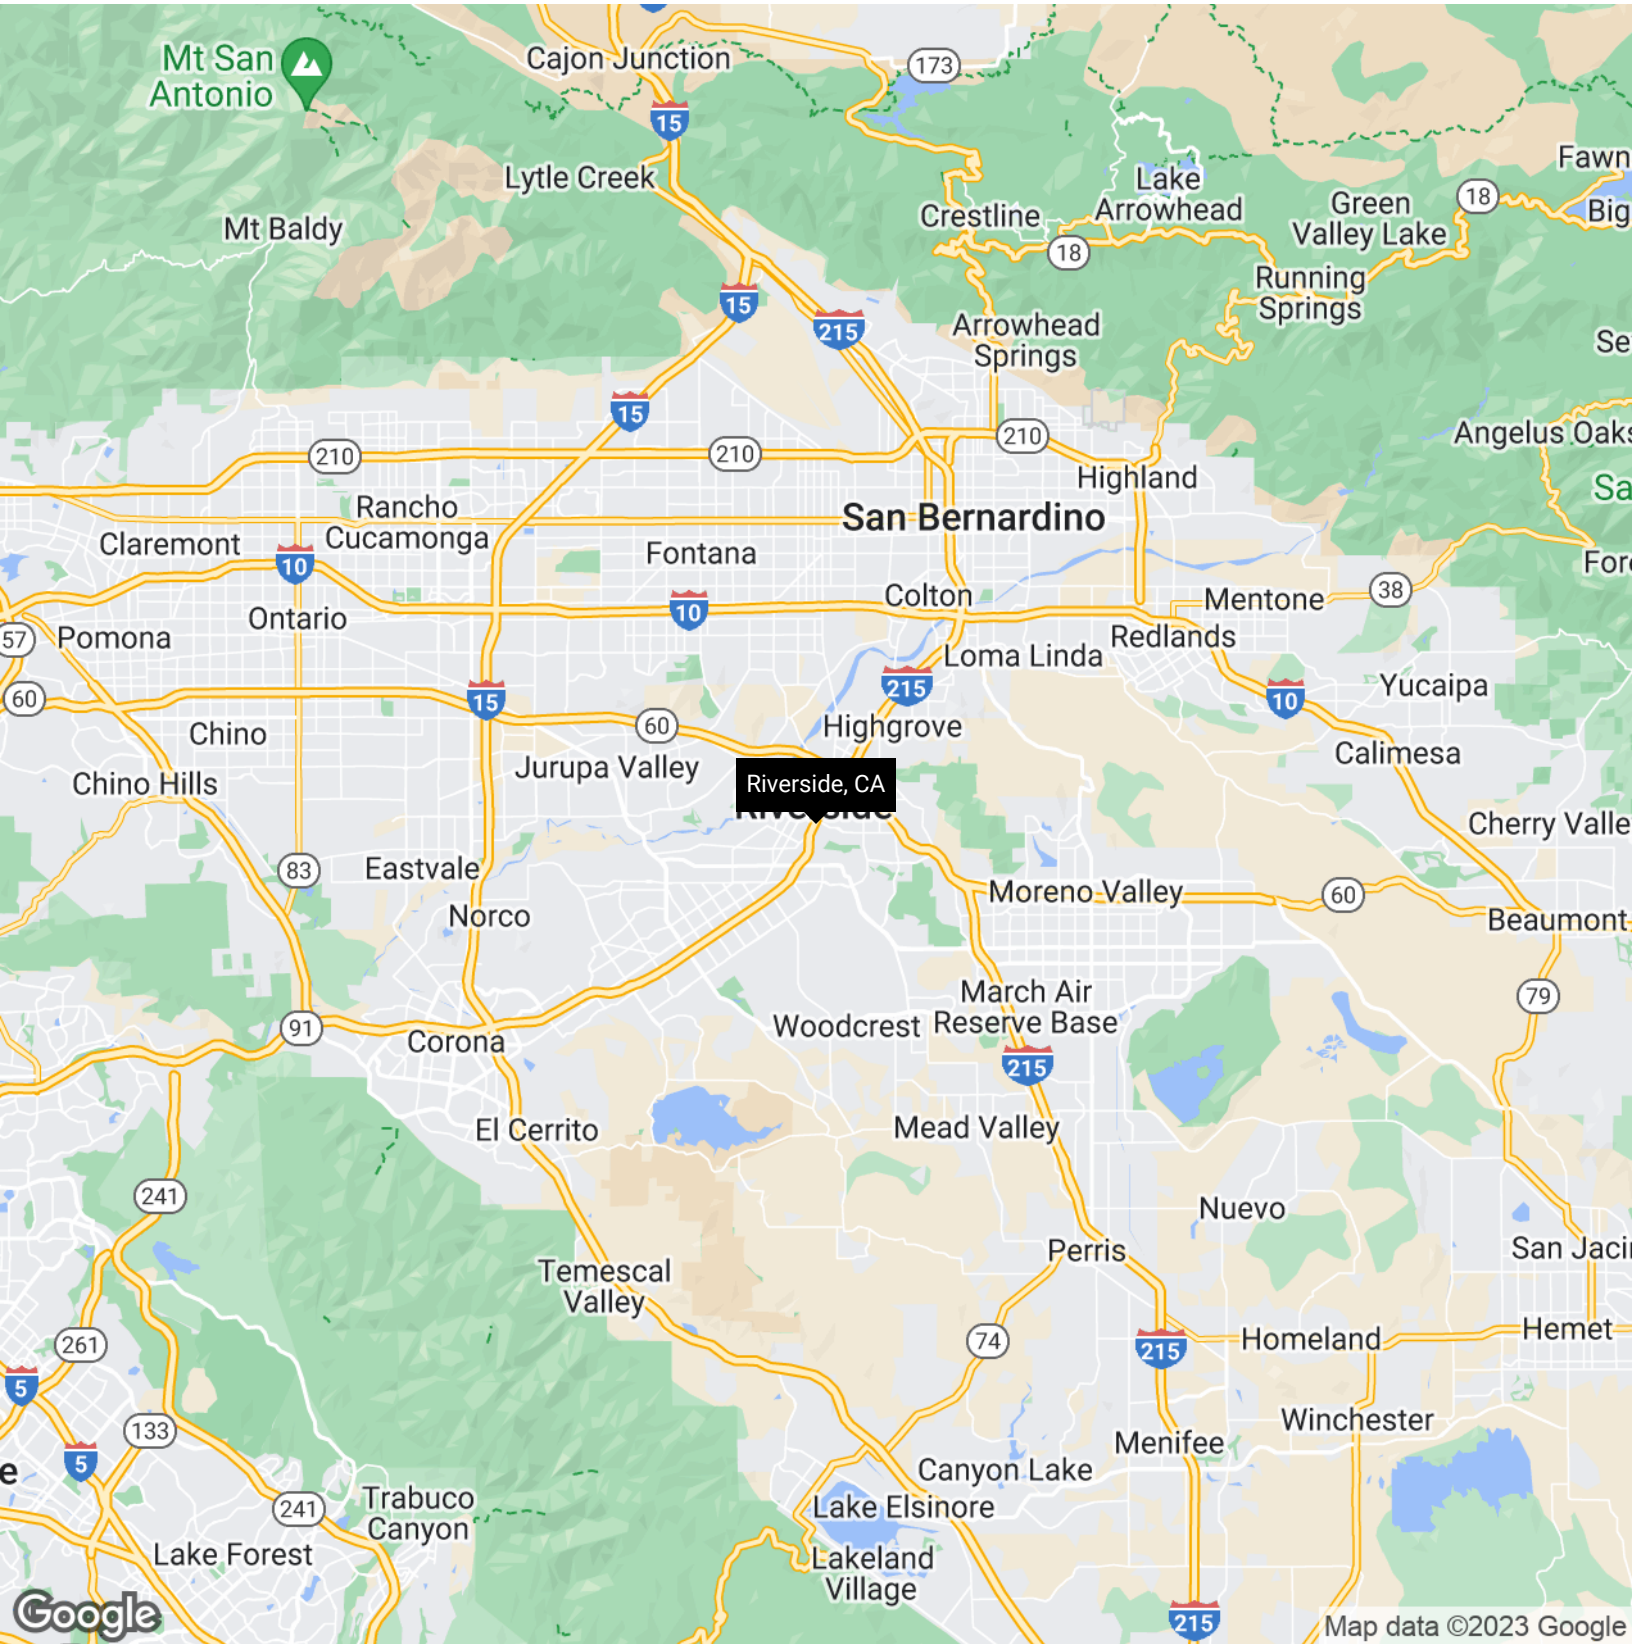 Mt San
Antonio
Cajon Junction
173
15
Lytle Creek
Fawn
Lake
Arrowhead
18
Green
Valley Lake
Big
Crestline
Mt Baldy
18
Running
Springs
15
215
Arrowhead
Springs
Se
15
Angelus Oaks
210
210
210
Highland
Sa
Rancho
Cucamonga
San Bernardino
Claremont
Fontana
10
Fore
Colton
38
Mentone
10
Ontario
57
Pomona
Redlands
Loma Linda
60
15
215
10
Yucaipa
60
Highgrove
Chino
Calimesa
Jurupa Valley
Chino Hills
Riverside, CA
Riverside
Cherry Valle
83
Eastvale
Moreno Valley
60
Norco
Beaumont
March Air
Reserve Base
79
Woodcrest
91
Corona
215
El Cerrito
Mead Valley
241
Nuevo
Perris
San Jaci
Temescal
Valley
261
74
215
Homeland
Hemet
5
133
Winchester
Menifee
5
Canyon Lake
241
Trabuco
Canyon
Lake Elsinore
e
Lake Forest
Lakeland
Village
Google
215
Map data ©2023 Google